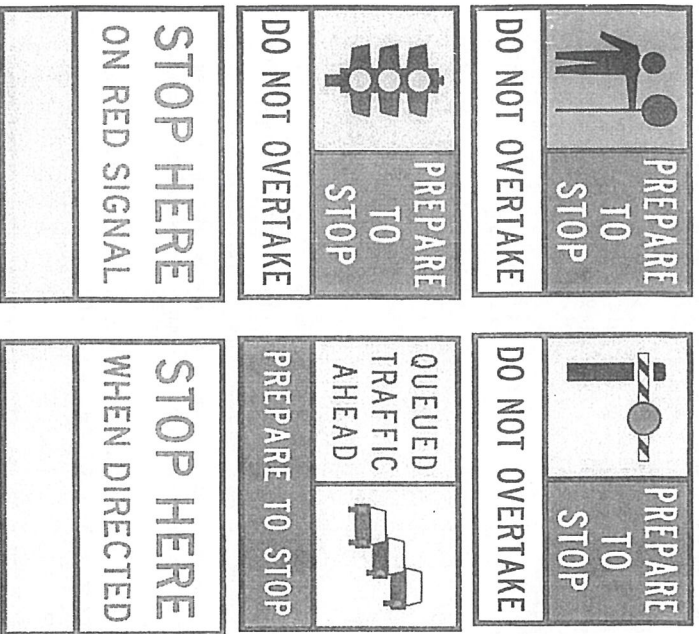 PREPARE
TO
STOP
DO NOT OVERTAKE
PREPARE
TO
STOP
DO NOT OVERTAKE
PREPARE
TO
STOP
DO NOT OVERTAKE
QUEUED
TRAFFIC
AHEAD
PREPARE TO STOP
STOP HERE
ON RED SIGNAL
STOP HERE
WHEN DIRECTED